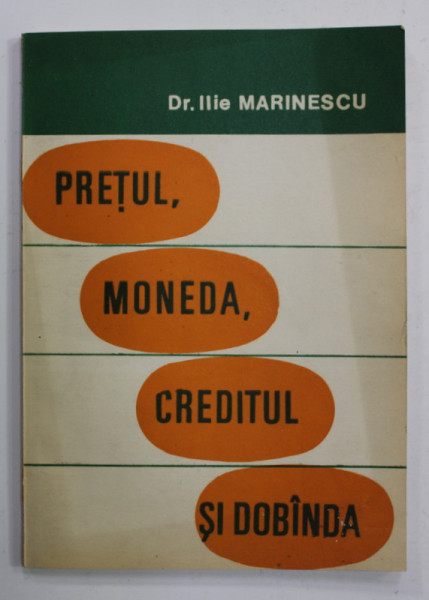 Dr. Ilie MARINESCU
PREȚUL,
MONEDA,
CREDITUL
ȘI DOBÎNDA